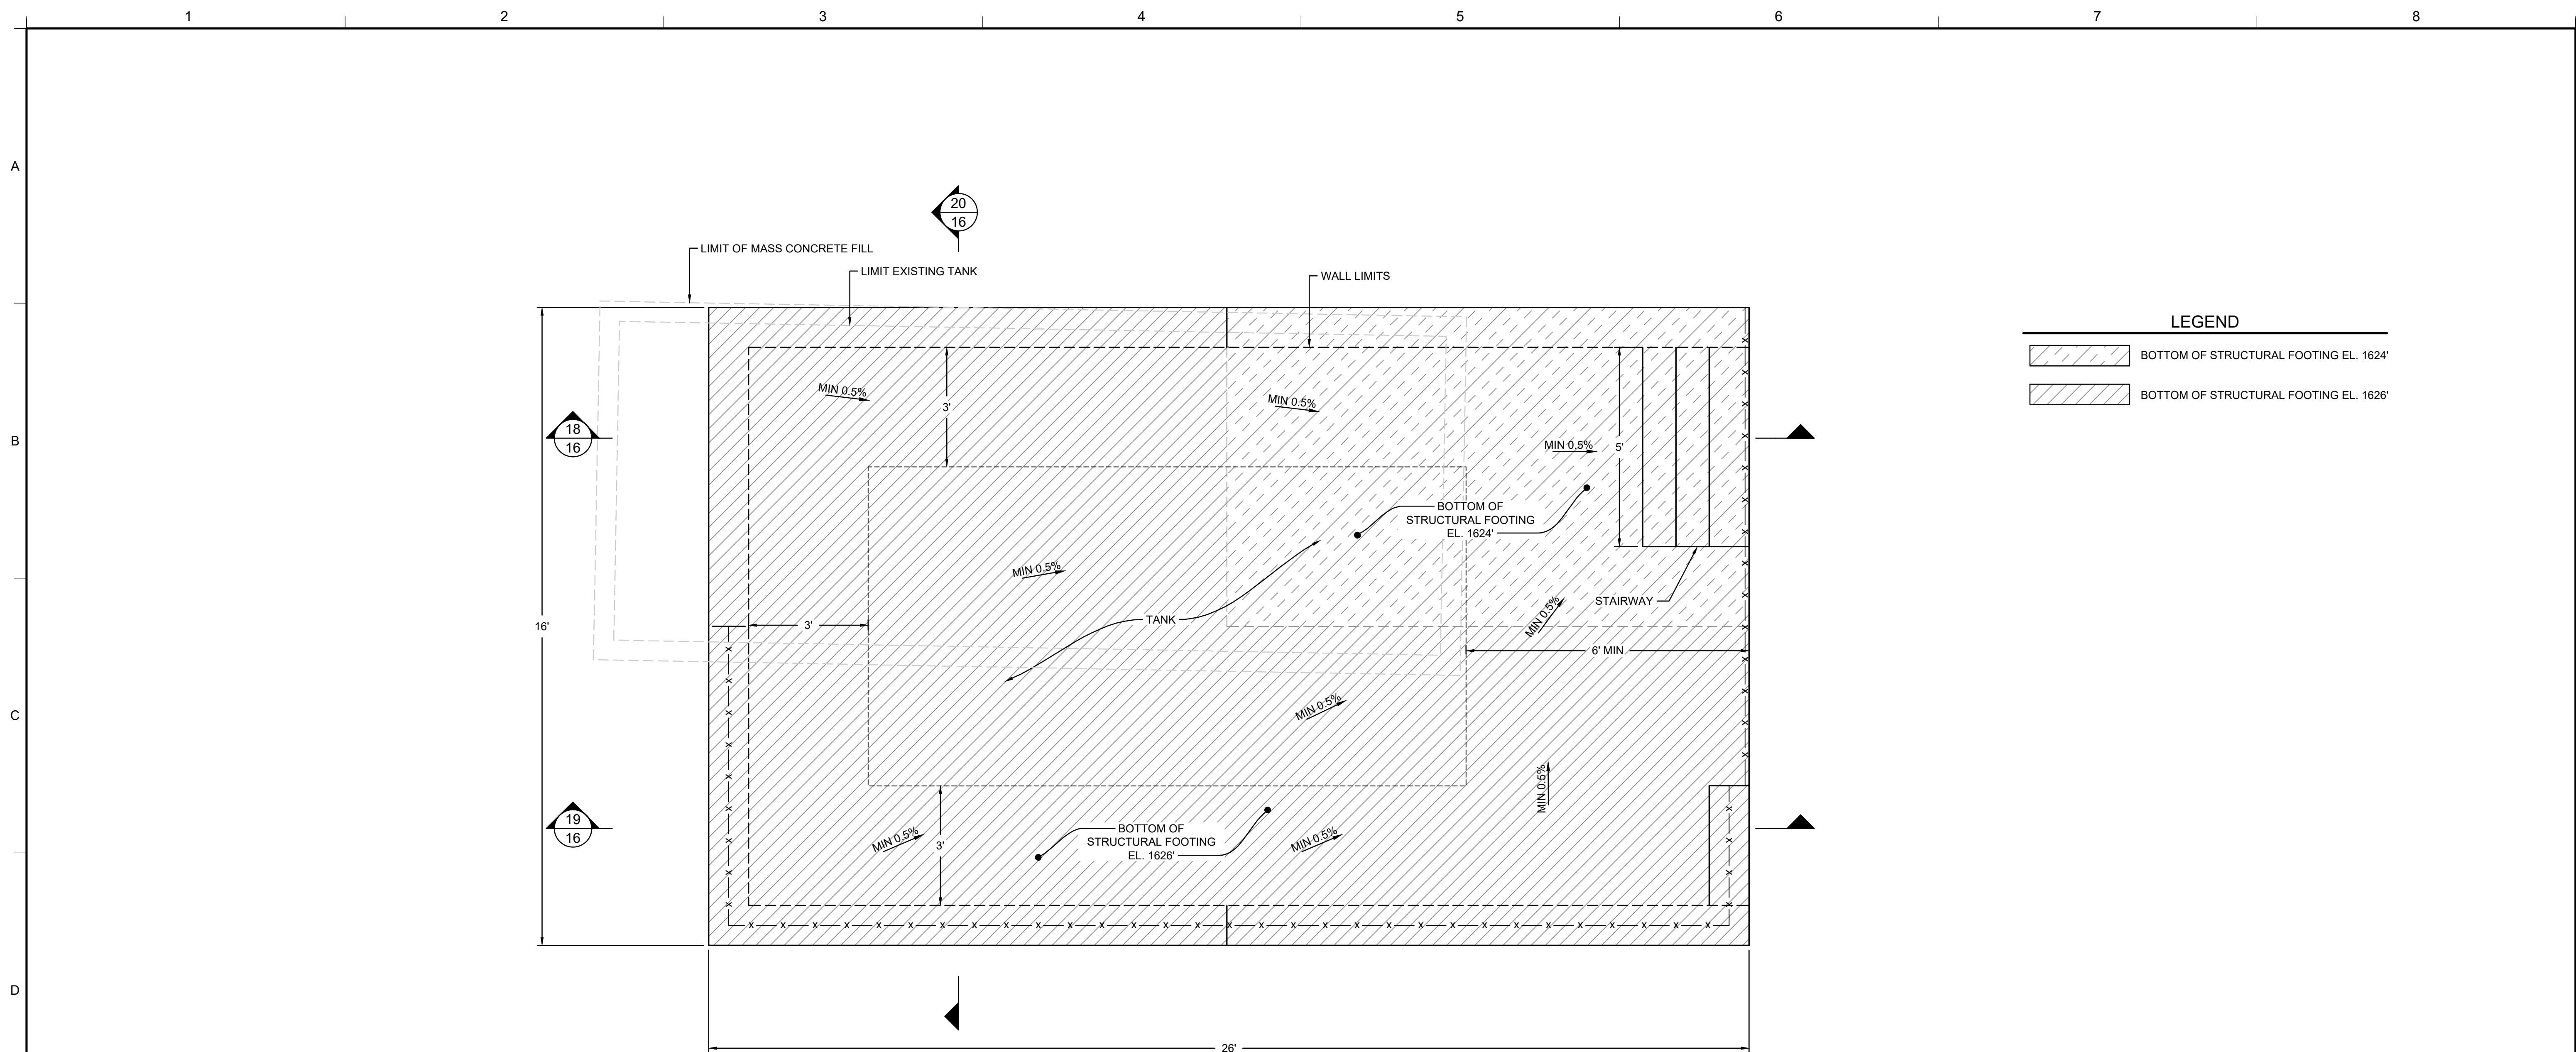 1 2 3 4 5 6 7 8
A
20
16
LIMIT OF MASS CONCRETE FILL
LIMIT EXISTING TANK
WALL LIMITS
LEGEND
BOTTOM OF STRUCTURAL FOOTING EL. 1624'
BOTTOM OF STRUCTURAL FOOTING EL. 1626'
MIN 0.5%
3'
MIN 0.5%
B
18
16
MIN 0.5%
5'
BOTTOM OF
STRUCTURAL FOOTING
EL. 1624'
MIN 0.5%
STAIRWAY
MIN 0.5%
TANK
16'
3'
6' MIN
C
MIN 0.5%
MIN 0.5%
19
16
MIN 0.5%
3'
BOTTOM OF
STRUCTURAL FOOTING
EL. 1626'
MIN 0.5%
X X X X X X X X X X X X X X X X X X X X X X X X X X X X X X X
D
26'